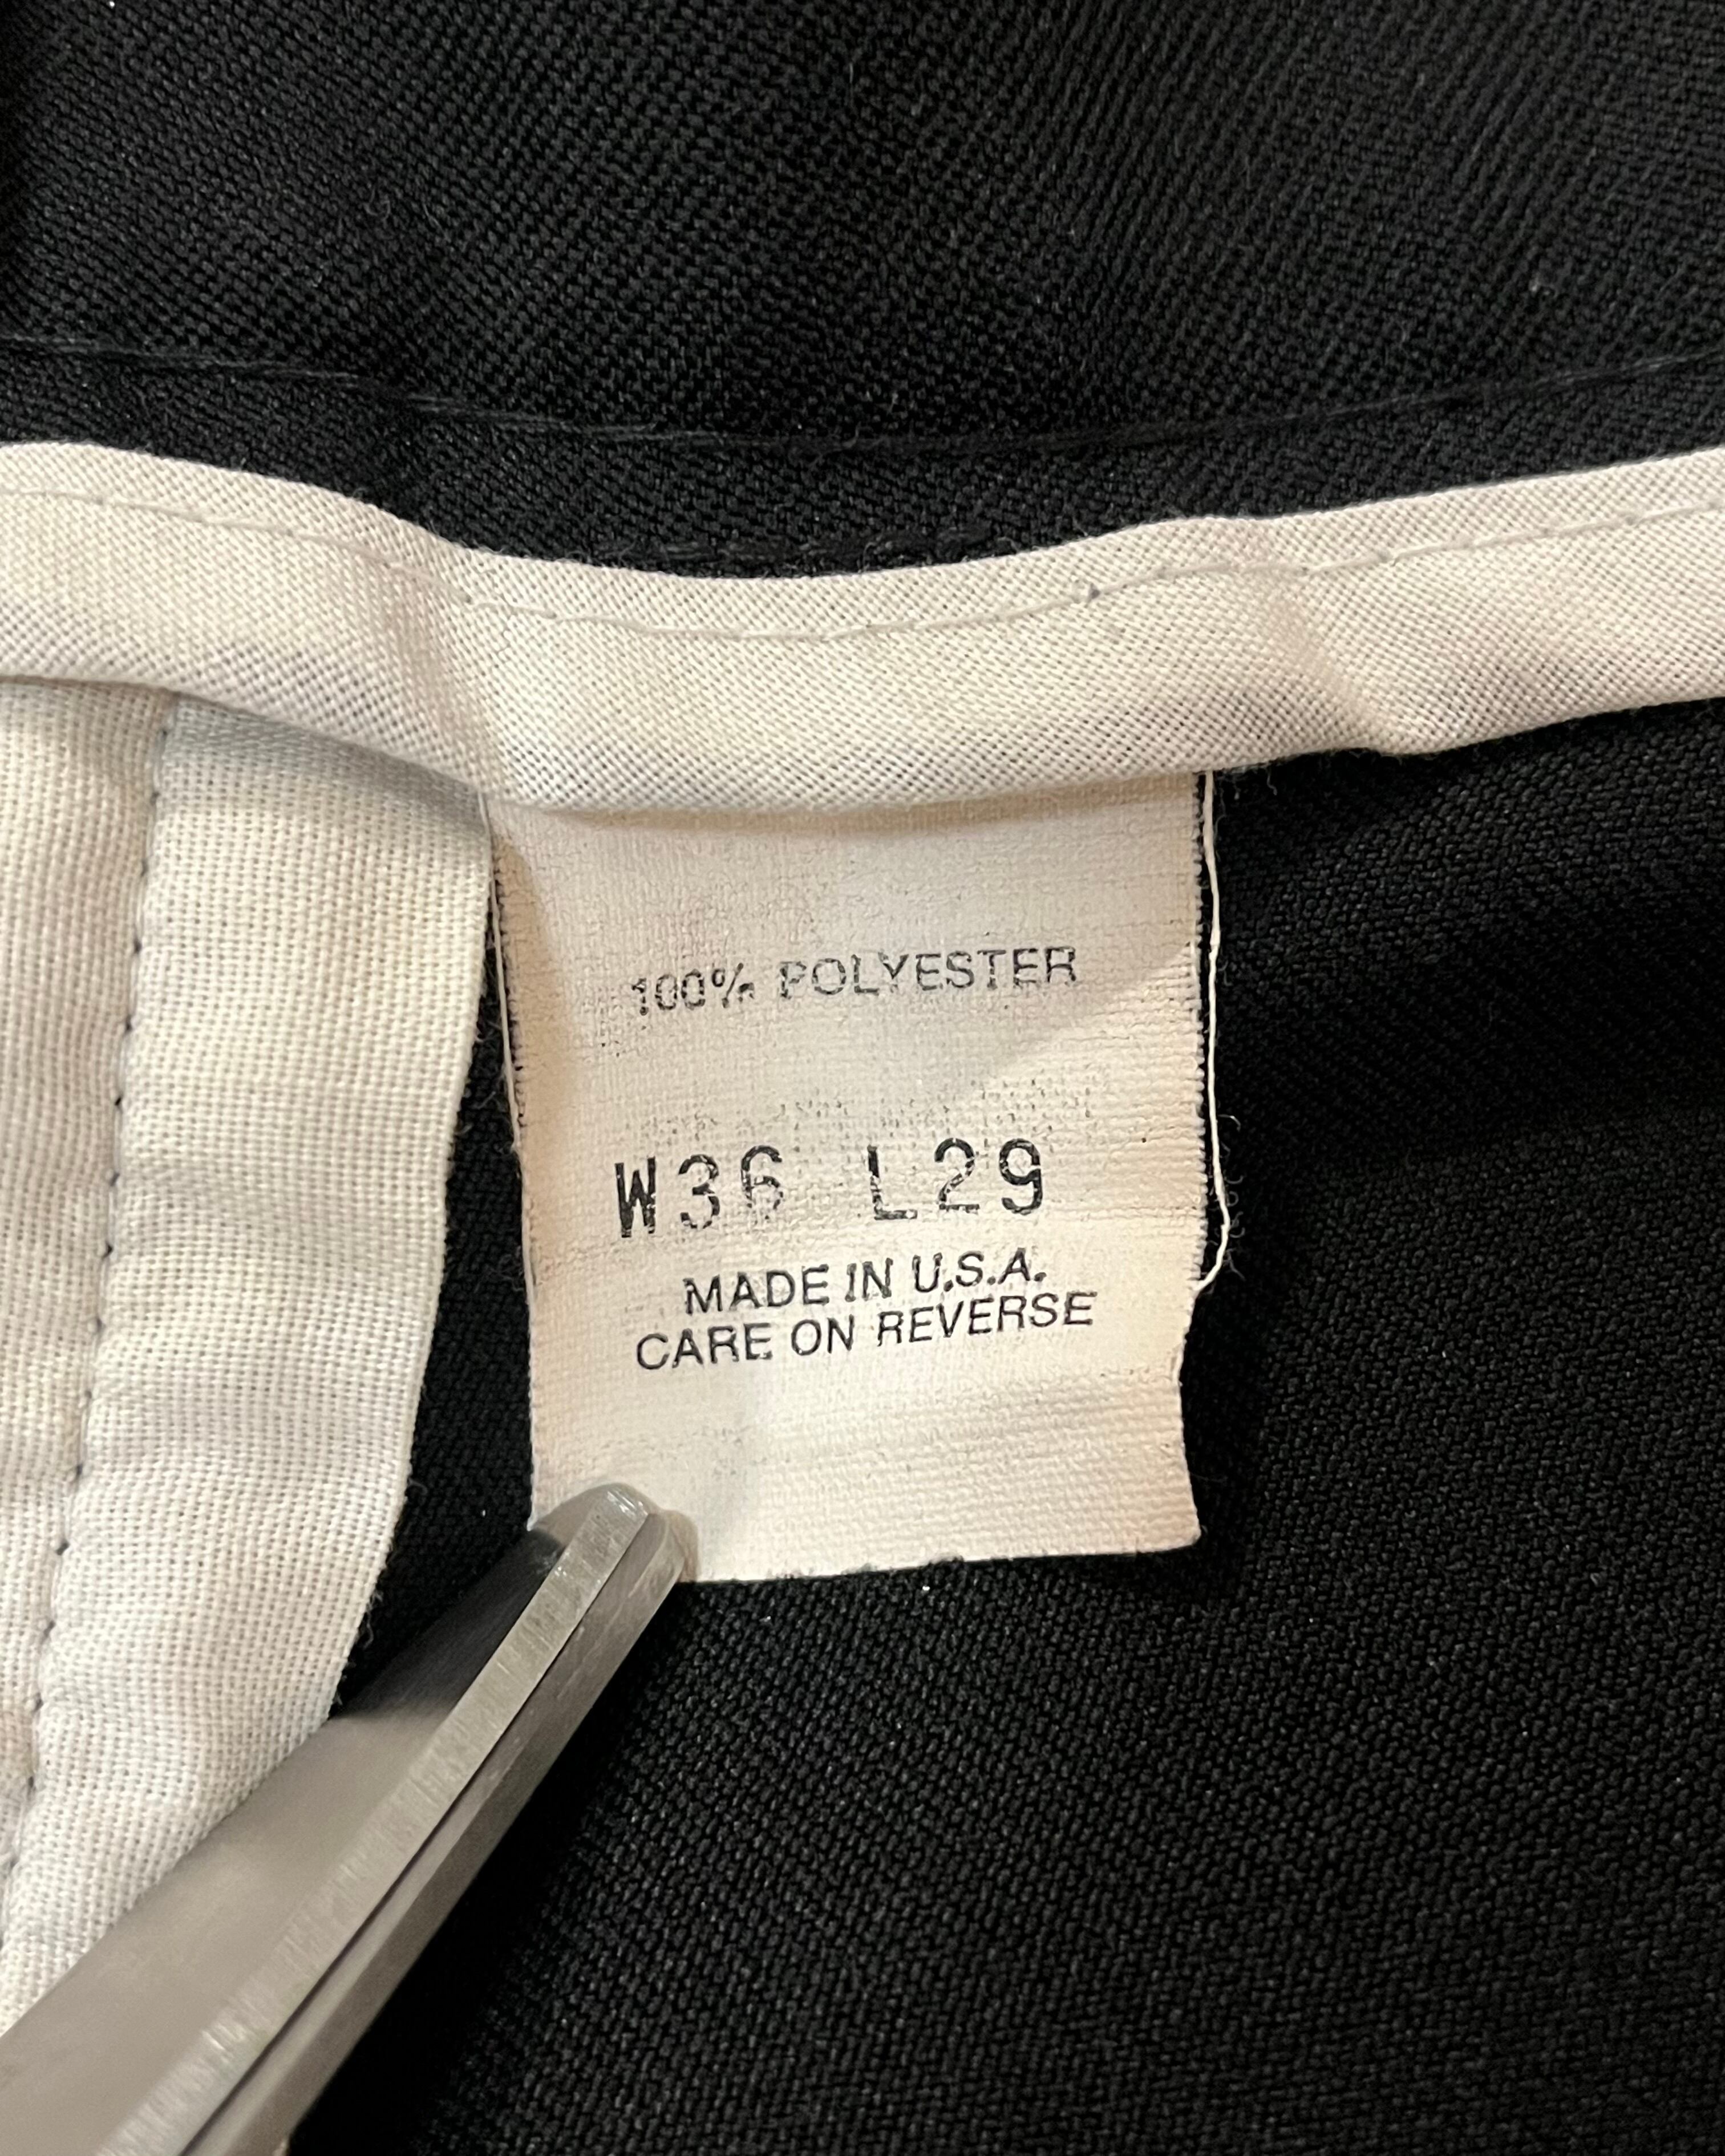 100% POLYESTER
W36 L29
MADE IN U.S.A.
CARE ON REVERSE